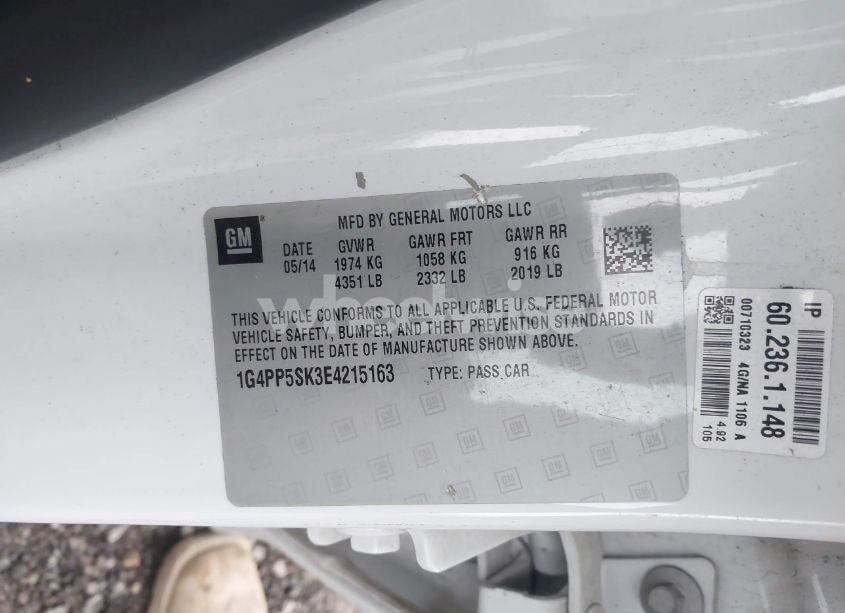 GM
MFD BY GENERAL MOTORS LLC
DATE GVWR GAWR FRT GAWR RR
05/14 1974 KG 1058 KG 916 KG
4351 LB 2332 LB 2019 LB
THIS VEHICLE CONFORMS TO ALL APPLICABLE U.S. FEDERAL MOTOR
VEHICLE SAFETY, BUMPER, AND THEFT PREVENTION STANDARDS IN
EFFECT ON THE DATE OF MANUFACTURE SHOWN ABOVE.
1G4PP5SK3E4215163 TYPE: PASS CAR
IP
60.236.1.148
00710323 4G/NA 1106 A
4.92
105